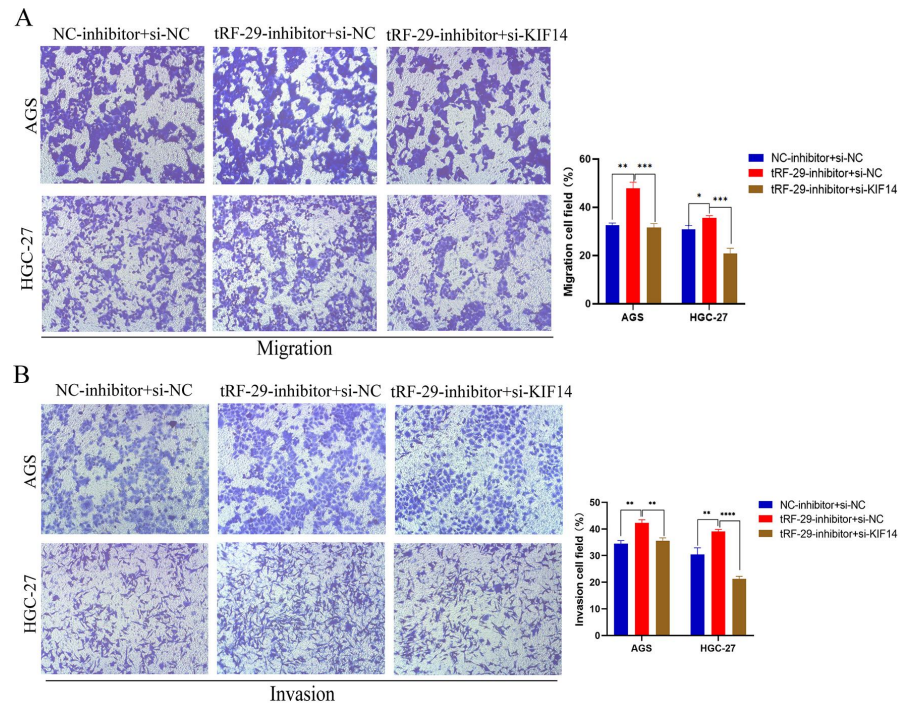 A
NC-inhibitor+si-NC
tRF-29-inhibitor+si-NC
tRF-29-inhibitor+si-KIF14
AGS
HGC-27
Migration
Migration cell field (%)
60
40
20
0
** ***
* ***
AGS
HGC-27
NC-inhibitor+si-NC
tRF-29-inhibitor+si-NC
tRF-29-inhibitor+si-KIF14
B
NC-inhibitor+si-NC
tRF-29-inhibitor+si-NC
tRF-29-inhibitor+si-KIF14
AGS
HGC-27
Invasion
Invasion cell field (%)
50
40
30
20
10
0
** **
** ****
AGS
HGC-27
NC-inhibitor+si-NC
tRF-29-inhibitor+si-NC
tRF-29-inhibitor+si-KIF14